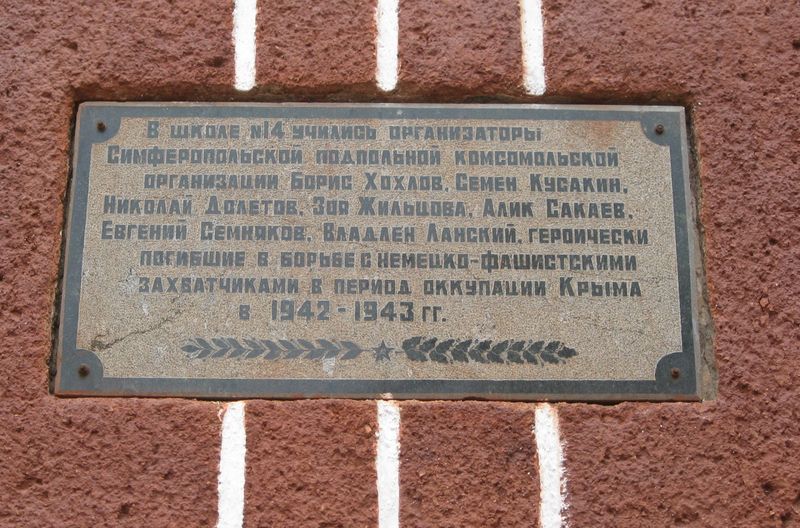 В школе №14 учились организаторы
Симферопольской подпольной комсомольской
организации Борис Хохлов, Семен Кусакин,
Николай Долетов, Зоя Жильцова, Алик Сакаев,
Евгений Семняков, Владлен Ланский, героически
погибшие в борьбе с немецко-фашистскими
захватчиками в период оккупации Крыма
в 1942-1943 гг.